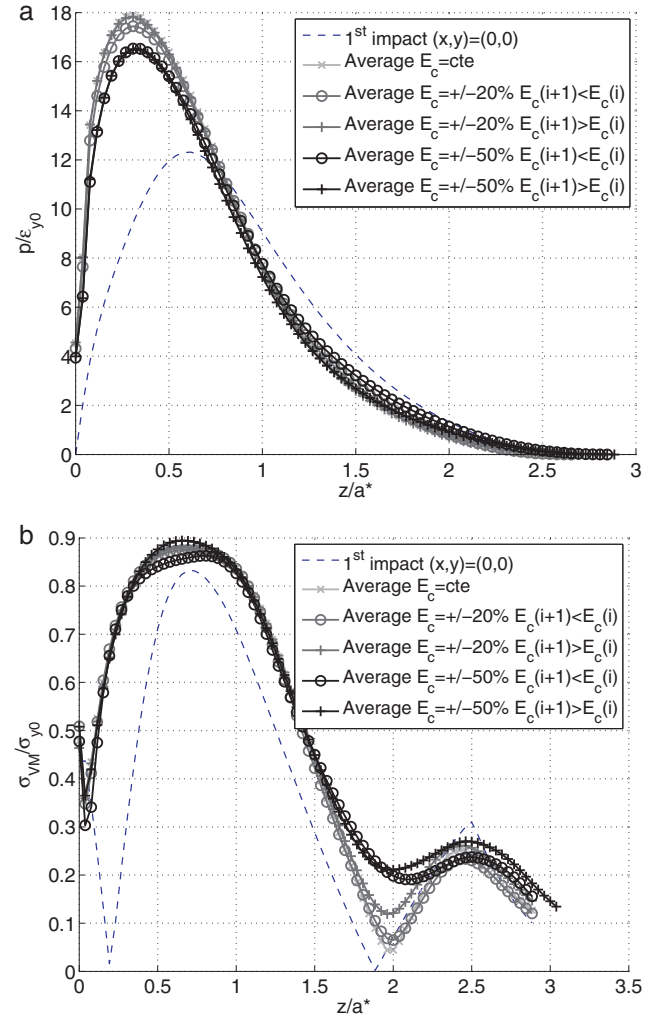 a
18
16
14
12
10
8
6
4
2
0
p/ε_y0
0 0.5 1 1.5 2 2.5 3
z/a*
1st impact (x,y)=(0,0)
Average E_c=cte
Average E_c=+/−20% E_c(i+1)<E_c(i)
Average E_c=+/−20% E_c(i+1)>E_c(i)
Average E_c=+/−50% E_c(i+1)<E_c(i)
Average E_c=+/−50% E_c(i+1)>E_c(i)
b
0.9
0.8
0.7
0.6
0.5
0.4
0.3
0.2
0.1
0
σ_VM/σ_y0
0 0.5 1 1.5 2 2.5 3 3.5
z/a*
1st impact (x,y)=(0,0)
Average E_c=cte
Average E_c=+/−20% E_c(i+1)<E_c(i)
Average E_c=+/−20% E_c(i+1)>E_c(i)
Average E_c=+/−50% E_c(i+1)<E_c(i)
Average E_c=+/−50% E_c(i+1)>E_c(i)